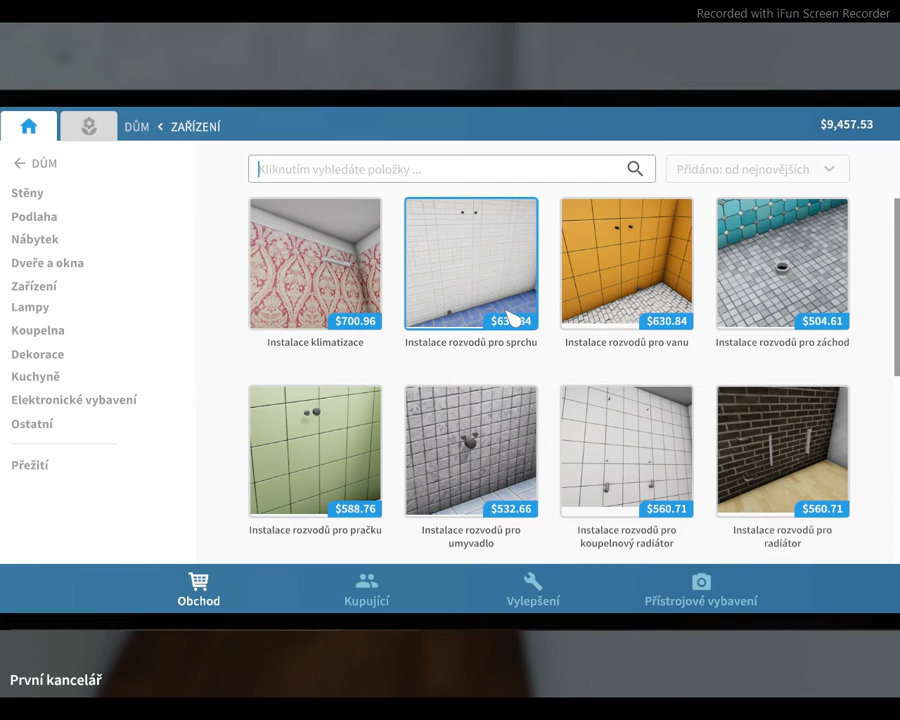 Recorded with iFun Screen Recorder
DŮM < ZAŘÍZENÍ
$9,457.53
DŮM
Kliknutím vyhledáte položky ...
Přidáno: od nejnovějších
Stěny
Podlaha
Nábytek
Dveře a okna
Zařízení
Lampy
Koupelna
Dekorace
Kuchyně
Elektronické vybavení
Ostatní
Přežití
$700.96
$630.84
$504.61
Instalace klimatizace
Instalace rozvodů pro sprchu
Instalace rozvodů pro vanu
Instalace rozvodů pro záchod
$588.76
$532.66
$560.71
$560.71
Instalace rozvodů pro pračku
Instalace rozvodů pro
umyvadlo
Instalace rozvodů pro
koupelnový radiátor
Instalace rozvodů pro
radiátor
Obchod
Kupující
Vylepšení
Přístrojové vybavení
První kancelář